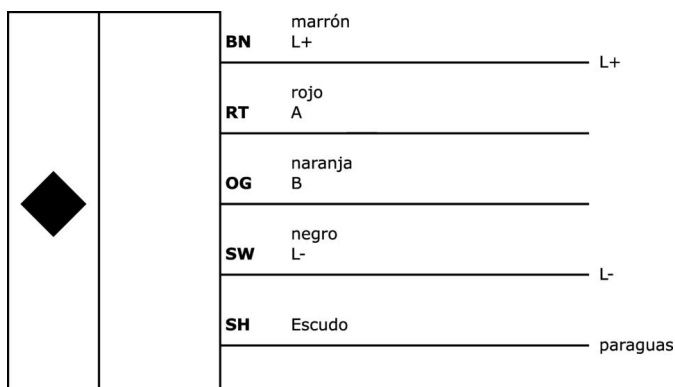 marrón
BN L+
L+
rojo
RT A
naranja
OG B
negro
SW L-
L-
SH Escudo
paraguas